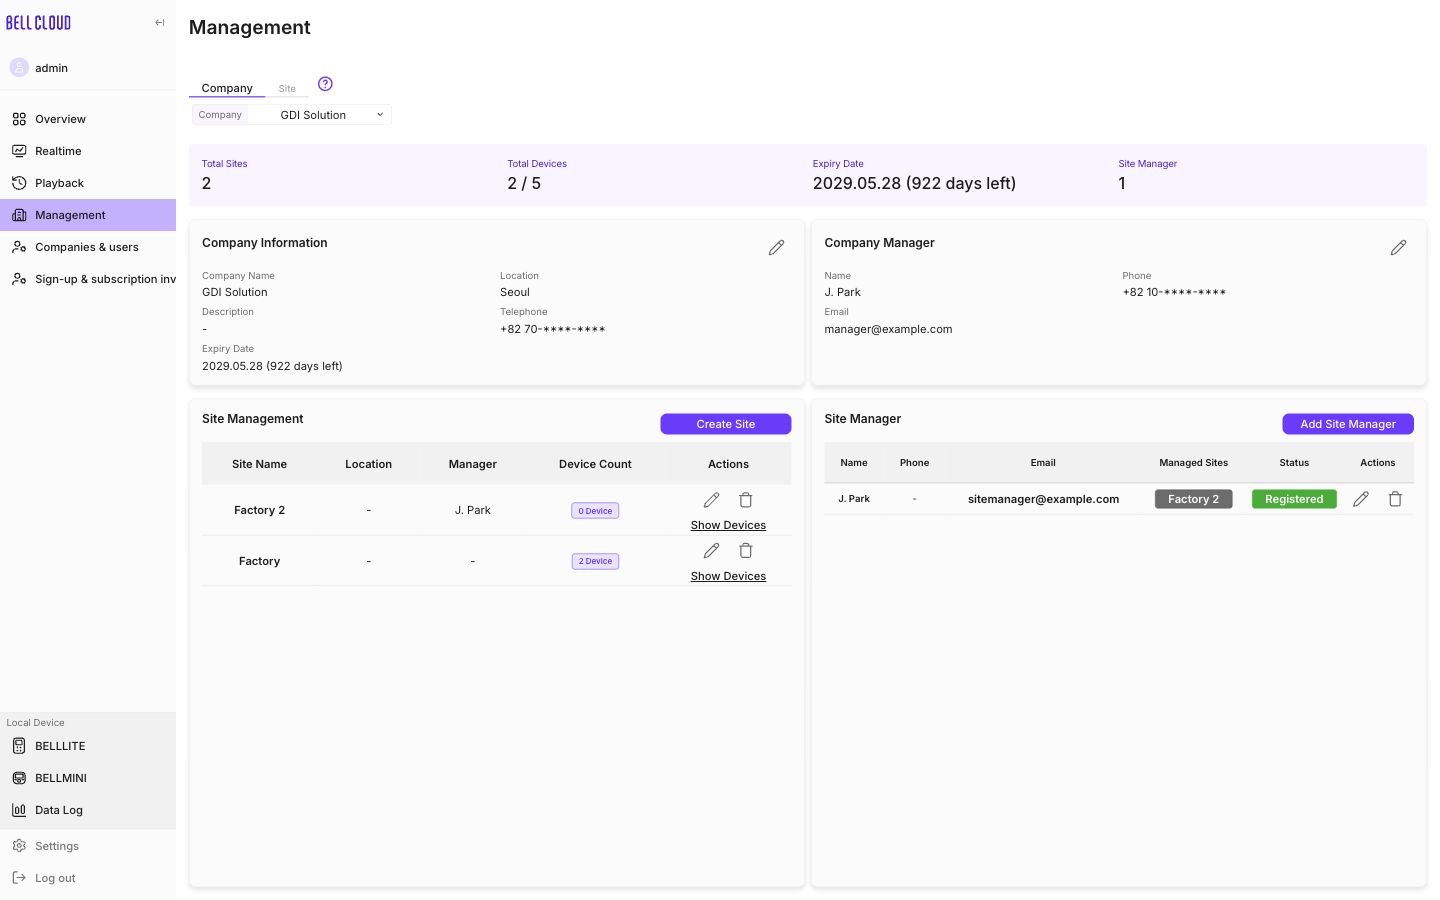 BELL CLOUD
admin
Overview
Realtime
Playback
Management
Companies & users
Sign-up & subscription inv
Local Device
BELLLITE
BELLMINI
Data Log
Settings
Log out
Management
Company Site ?
Company GDI Solution
Total Sites Total Devices Expiry Date Site Manager
2 2 / 5 2029.05.28 (922 days left) 1
Company Information
Company Name Location
GDI Solution Seoul
Description Telephone
- +82 70-****-****
Expiry Date
2029.05.28 (922 days left)
Company Manager
Name Phone
J. Park +82 10-****-****
Email
manager@example.com
Site Management Create Site
Site Name Location Manager Device Count Actions
Factory 2 - J. Park 0 Device
Show Devices
Factory - - 2 Device
Show Devices
Site Manager Add Site Manager
Name Phone Email Managed Sites Status Actions
J. Park - sitemanager@example.com Factory 2 Registered